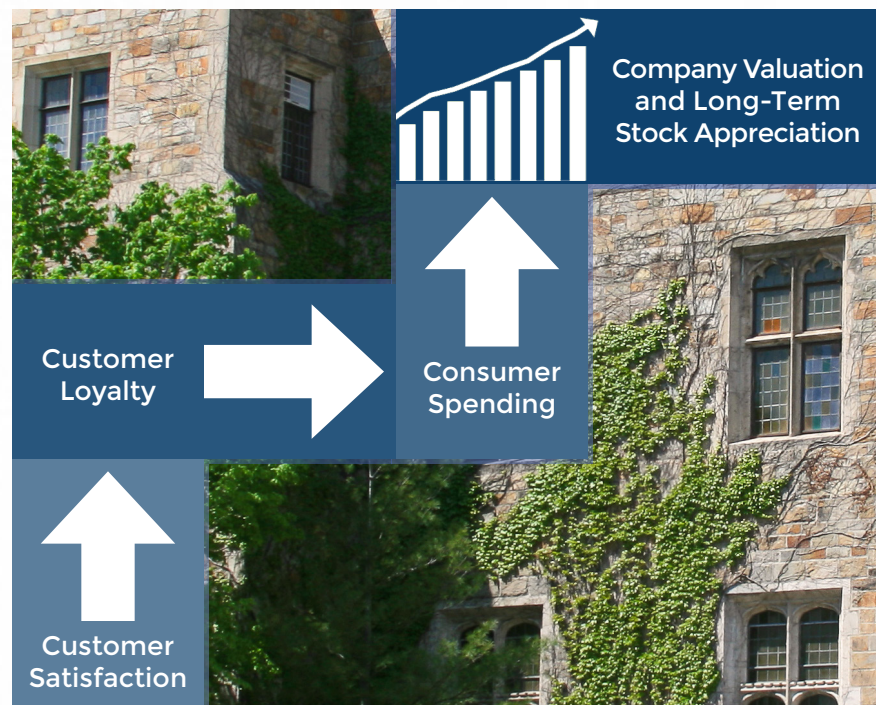 Company Valuation
and Long-Term
Stock Appreciation
Customer
Loyalty
Consumer
Spending
Customer
Satisfaction